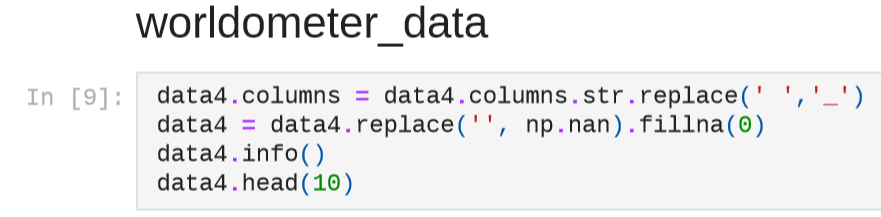 worldometer_data
In [9]: data4.columns = data4.columns.str.replace(' ','_')
data4 = data4.replace('', np.nan).fillna(0)
data4.info()
data4.head(10)